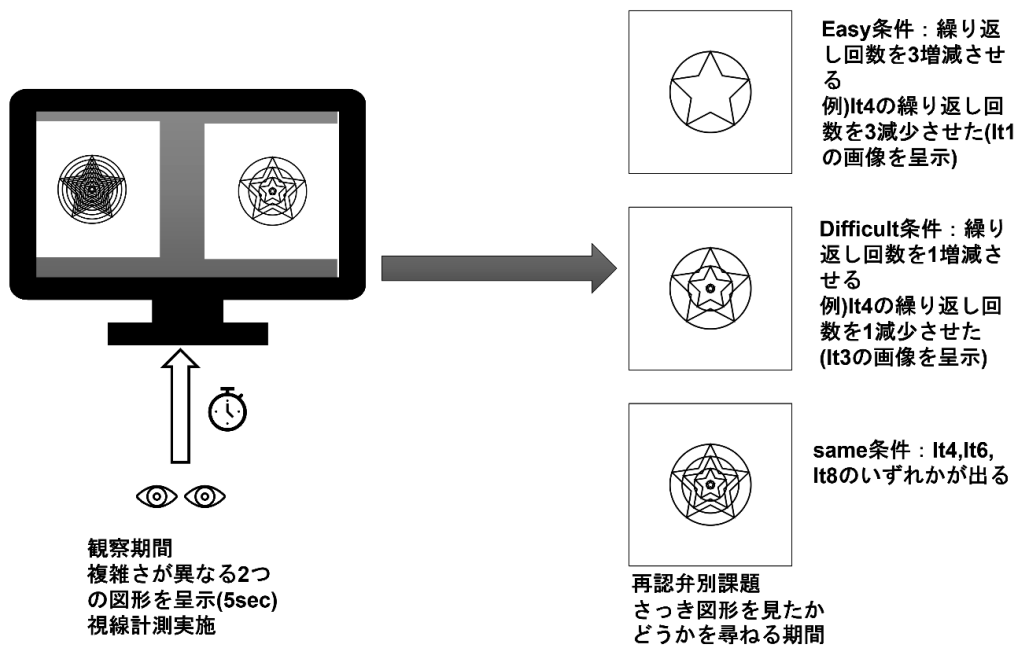 Easy条件：繰り返
し回数を3増減させ
る
例)It4の繰り返し回
数を3減少させた(It1
の画像を呈示)
Difficult条件：繰り
返し回数を1増減さ
せる
例)It4の繰り返し回
数を1減少させた
(It3の画像を呈示)
same条件：It4,It6,
It8のいずれかが出る
観察期間
複雑さが異なる2つ
の図形を呈示(5sec)
視線計測実施
再認弁別課題
さっき図形を見たか
どうかを尋ねる期間